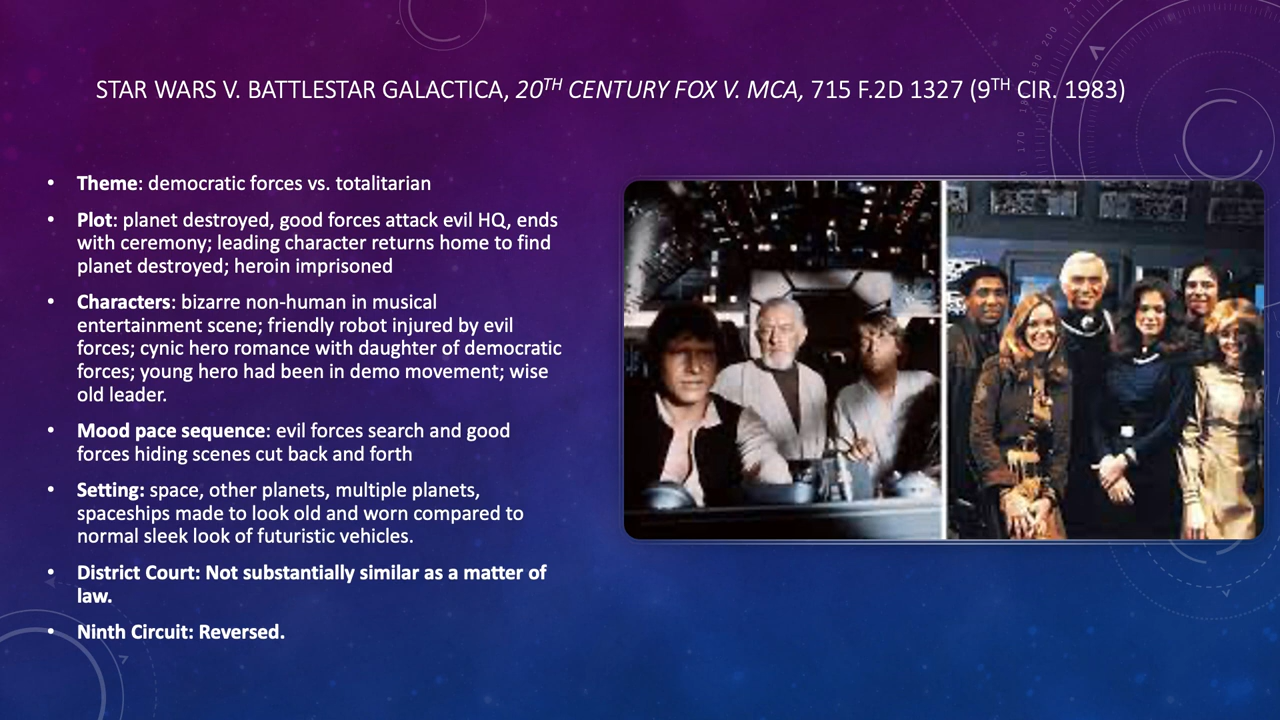 STAR WARS V. BATTLESTAR GALACTICA, 20TH CENTURY FOX V. MCA, 715 F.2D 1327 (9TH CIR. 1983)
• Theme: democratic forces vs. totalitarian
• Plot: planet destroyed, good forces attack evil HQ, ends
with ceremony; leading character returns home to find
planet destroyed; heroin imprisoned
• Characters: bizarre non-human in musical
entertainment scene; friendly robot injured by evil
forces; cynic hero romance with daughter of democratic
forces; young hero had been in demo movement; wise
old leader.
• Mood pace sequence: evil forces search and good
forces hiding scenes cut back and forth
• Setting: space, other planets, multiple planets,
spaceships made to look old and worn compared to
normal sleek look of futuristic vehicles.
• District Court: Not substantially similar as a matter of
law.
• Ninth Circuit: Reversed.
170
190
200